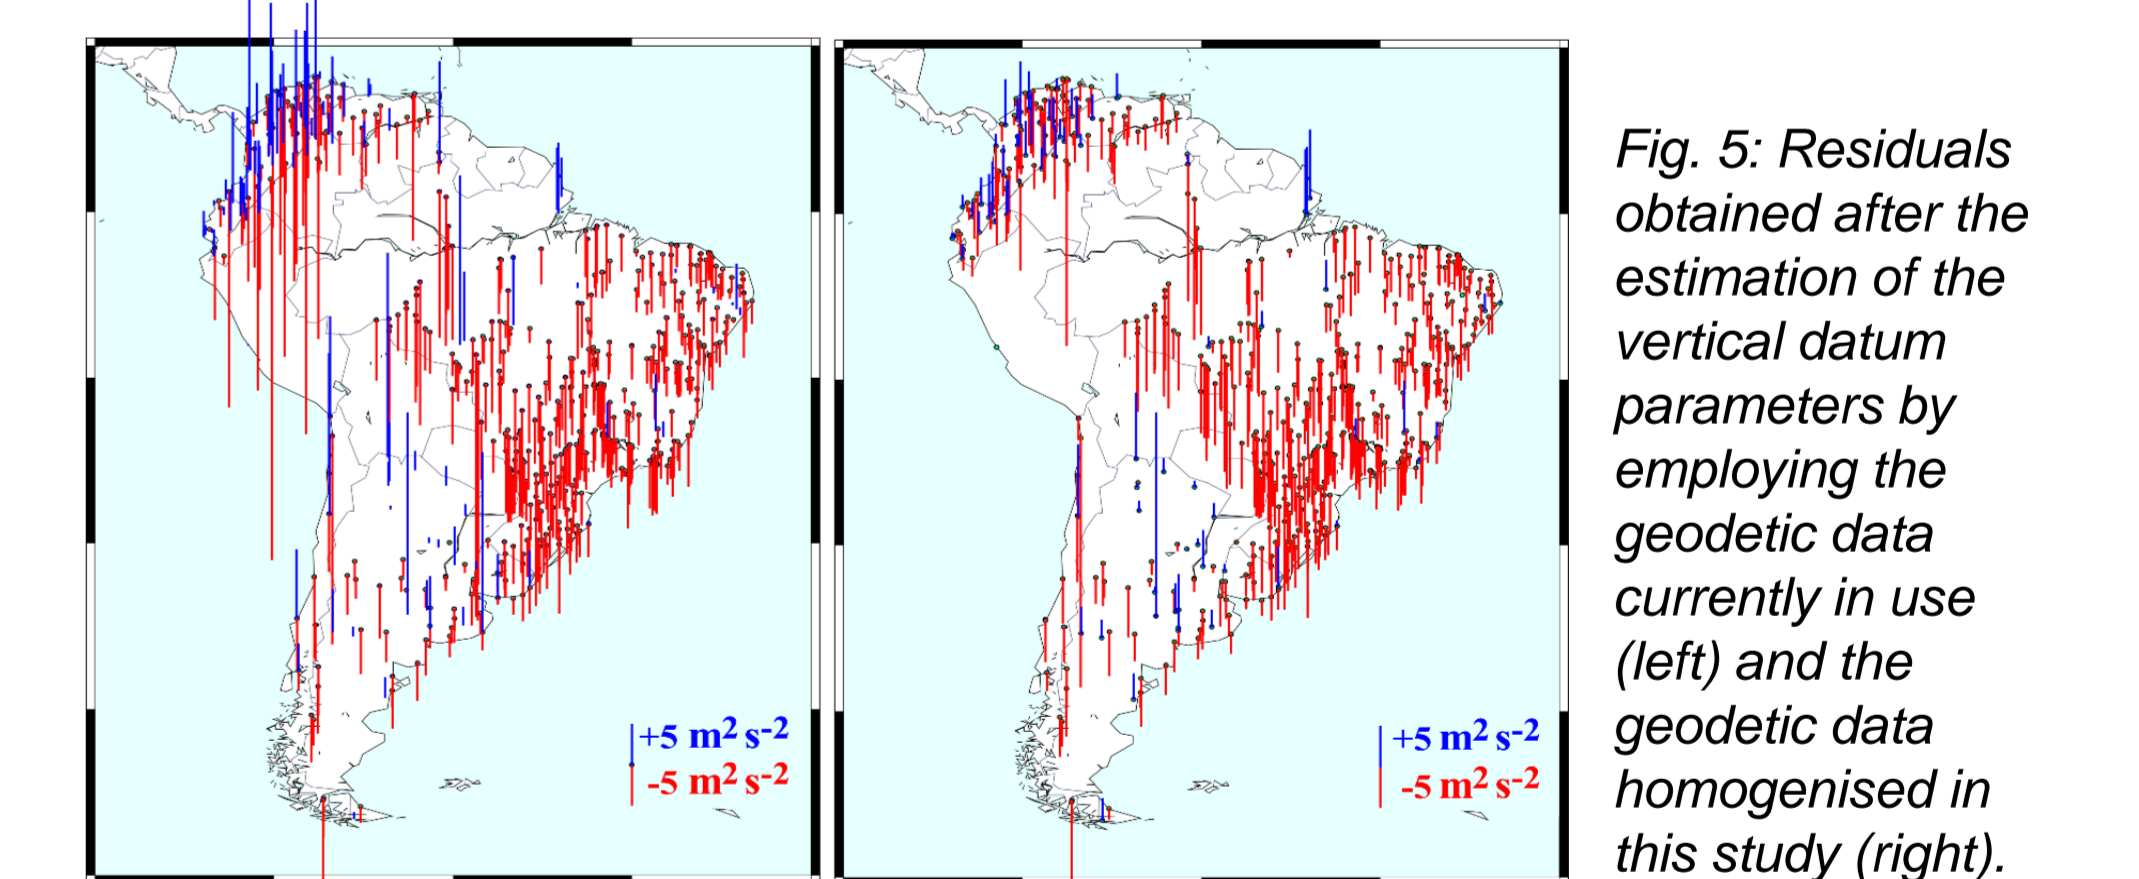 +5 m2 s-2
-5 m2 s-2
+5 m2 s-2
-5 m2 s-2
Fig. 5: Residuals
obtained after the
estimation of the
vertical datum
parameters by
employing the
geodetic data
currently in use
(left) and the
geodetic data
homogenised in
this study (right).